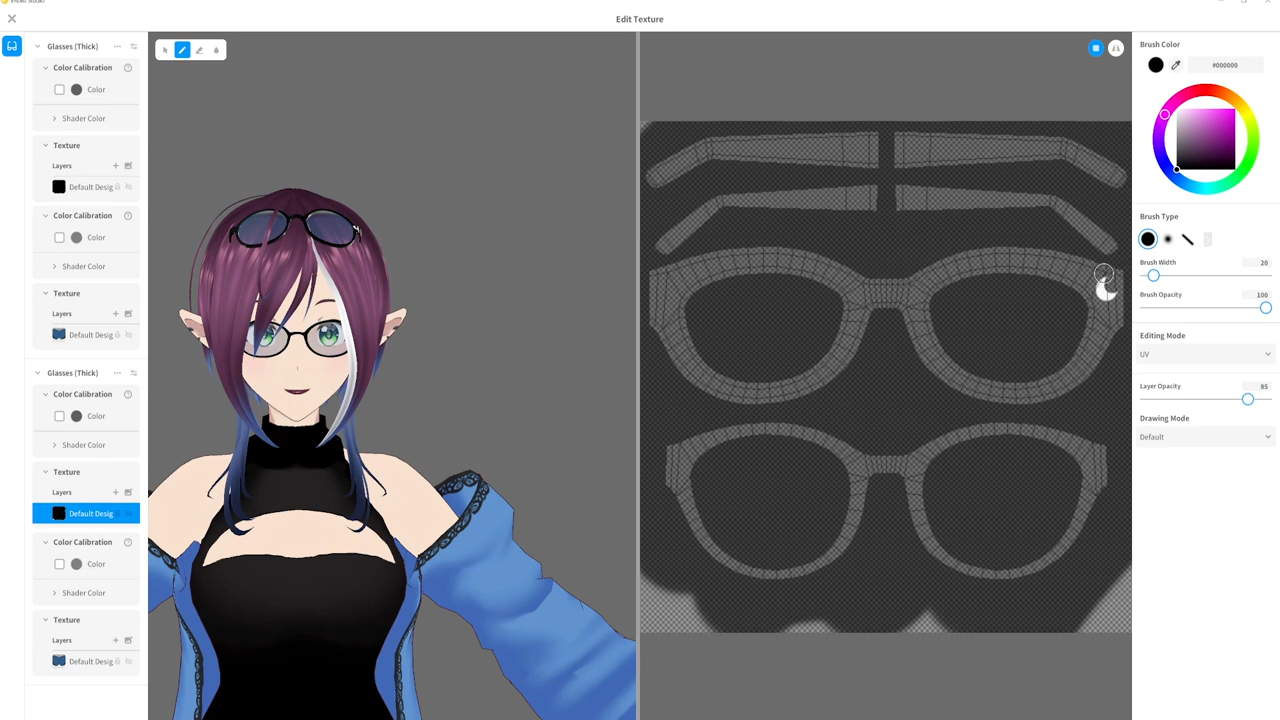 VRoid Studio
Edit Texture
Glasses (Thick)
Color Calibration
Color
Shader Color
Texture
Layers
Default Desig
Color Calibration
Color
Shader Color
Texture
Layers
Default Desig
Glasses (Thick)
Color Calibration
Color
Shader Color
Texture
Layers
Default Desig
Color Calibration
Color
Shader Color
Texture
Layers
Default Desig
Brush Color
#000000
Brush Type
Brush Width 20
Brush Opacity 100
Editing Mode
UV
Layer Opacity 85
Drawing Mode
Default